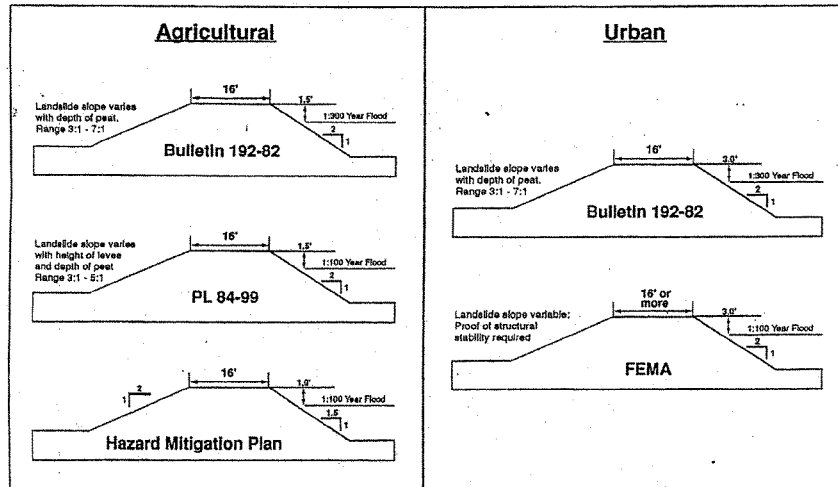 Agricultural
16'
1.5'
1:300 Year Flood
Landslide slope varies
with depth of peat.
Range 3:1 - 7:1
2
1
Bulletin 192-82
16'
1.5'
1:100 Year Flood
Landslide slope varies
with height of levee
and depth of peat
Range 3:1 - 5:1
2
1
PL 84-99
16'
1.0'
1:100 Year Flood
2
1
1.5
1
Hazard Mitigation Plan
Urban
16'
3.0'
1:300 Year Flood
Landslide slope varies
with depth of peat.
Range 3:1 - 7:1
2
1
Bulletin 192-82
16' or
more
3.0'
1:100 Year Flood
Landslide slope variable;
Proof of structural
stability required
2
1
FEMA